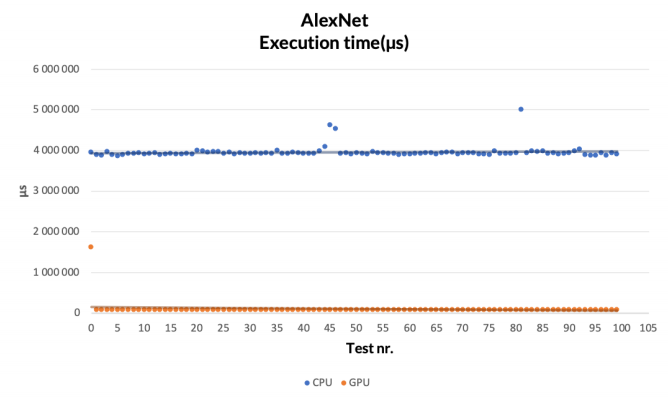 AlexNet
Execution time(μs)
6 000 000
5 000 000
4 000 000
3 000 000
2 000 000
1 000 000
0
μs
0 5 10 15 20 25 30 35 40 45 50 55 60 65 70 75 80 85 90 95 100 105
Test nr.
CPU GPU